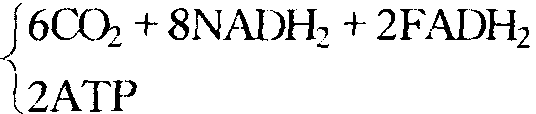 6CO₂ + 8NADH₂ + 2FADH₂
2ATP